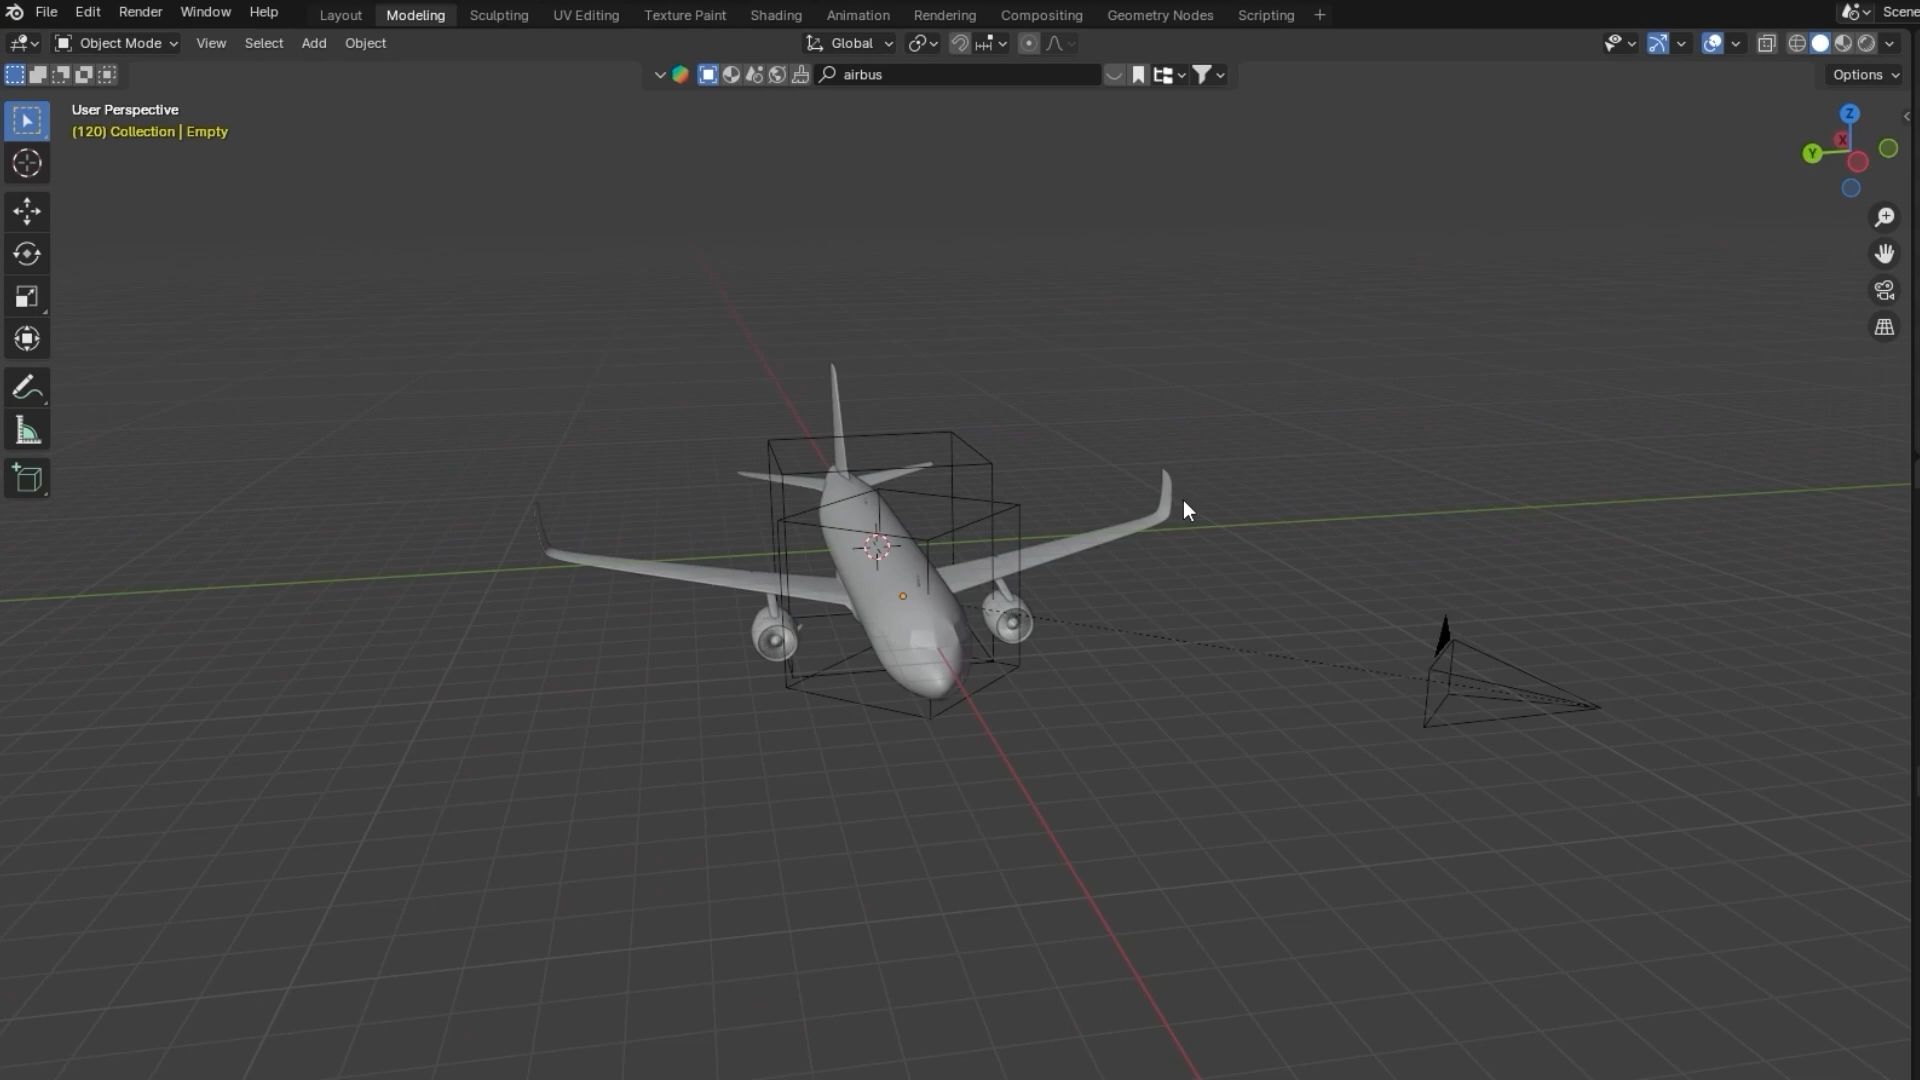 File Edit Render Window Help Layout Modeling Sculpting UV Editing Texture Paint Shading Animation Rendering Compositing Geometry Nodes Scripting + Scene
Object Mode View Select Add Object Global
airbus Options
User Perspective
(120) Collection | Empty
Z
X
Y